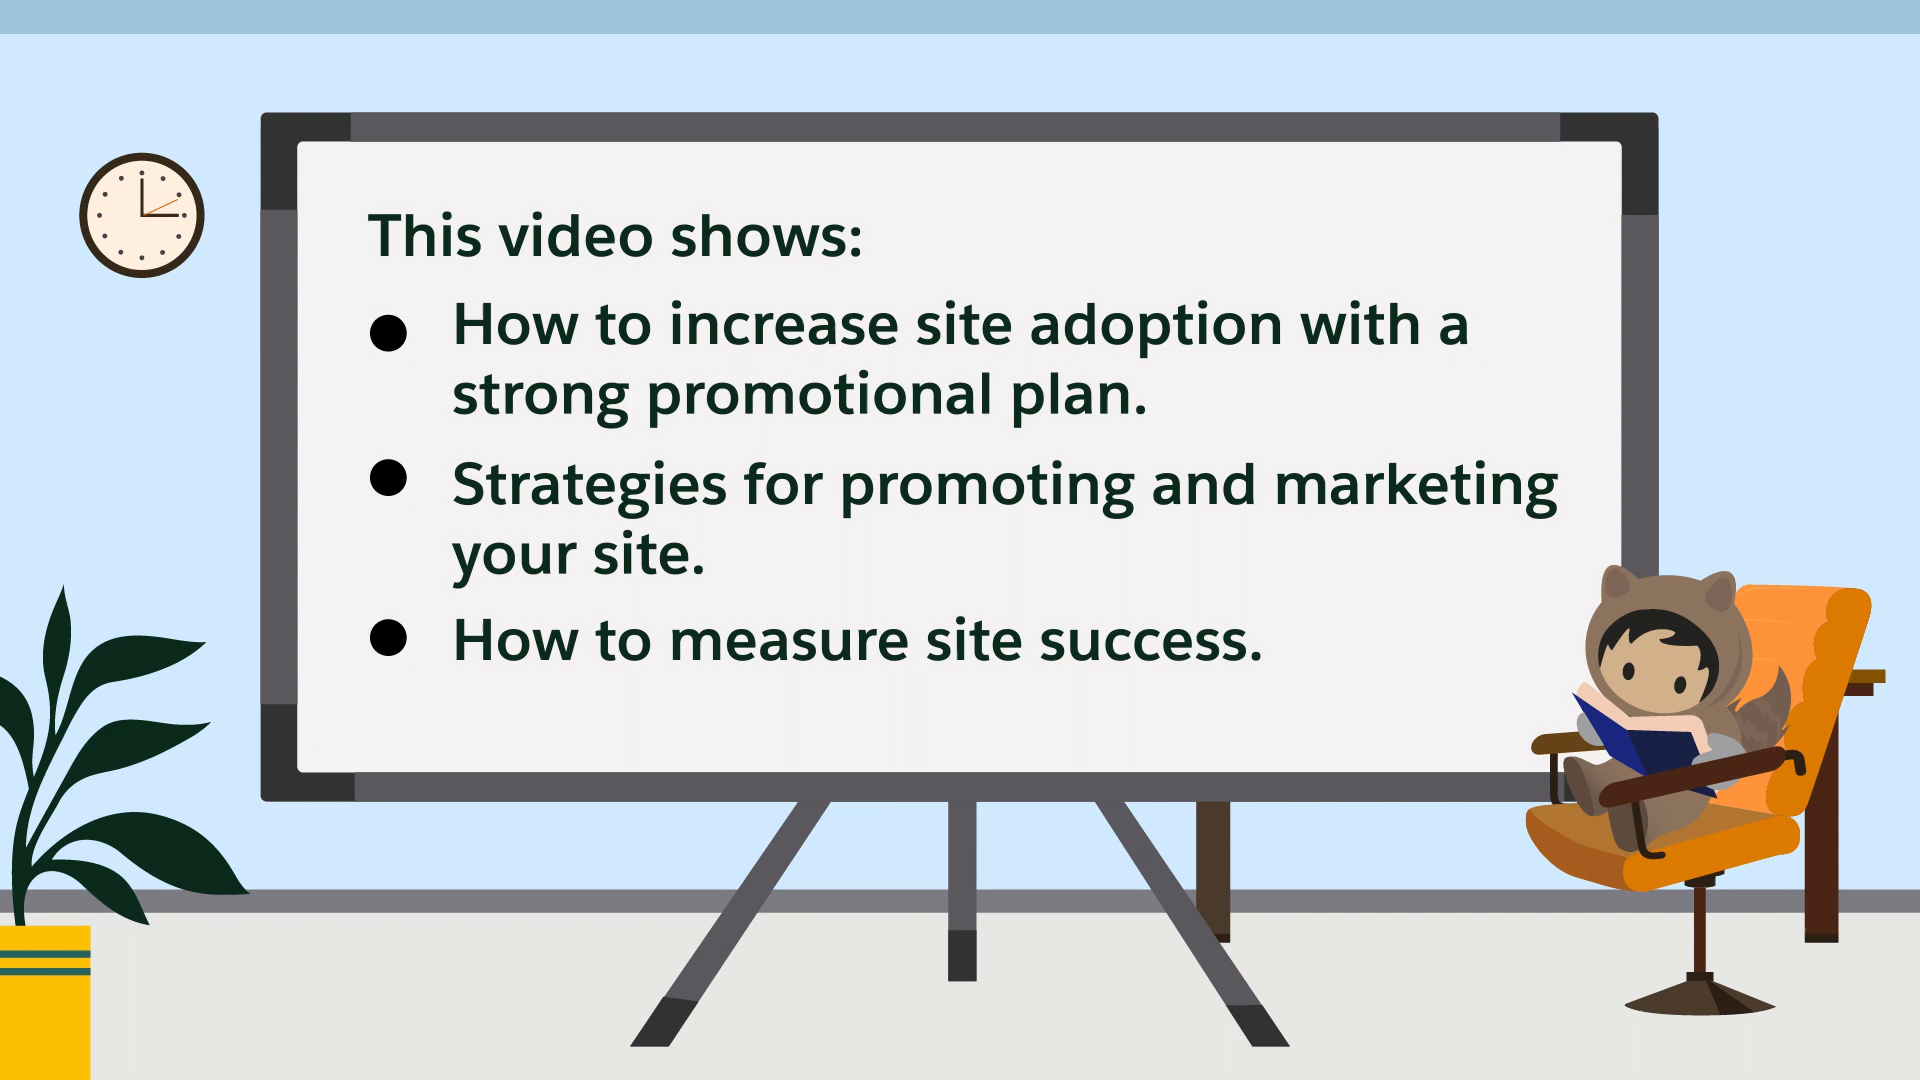 This video shows:
● How to increase site adoption with a
strong promotional plan.
● Strategies for promoting and marketing
your site.
● How to measure site success.